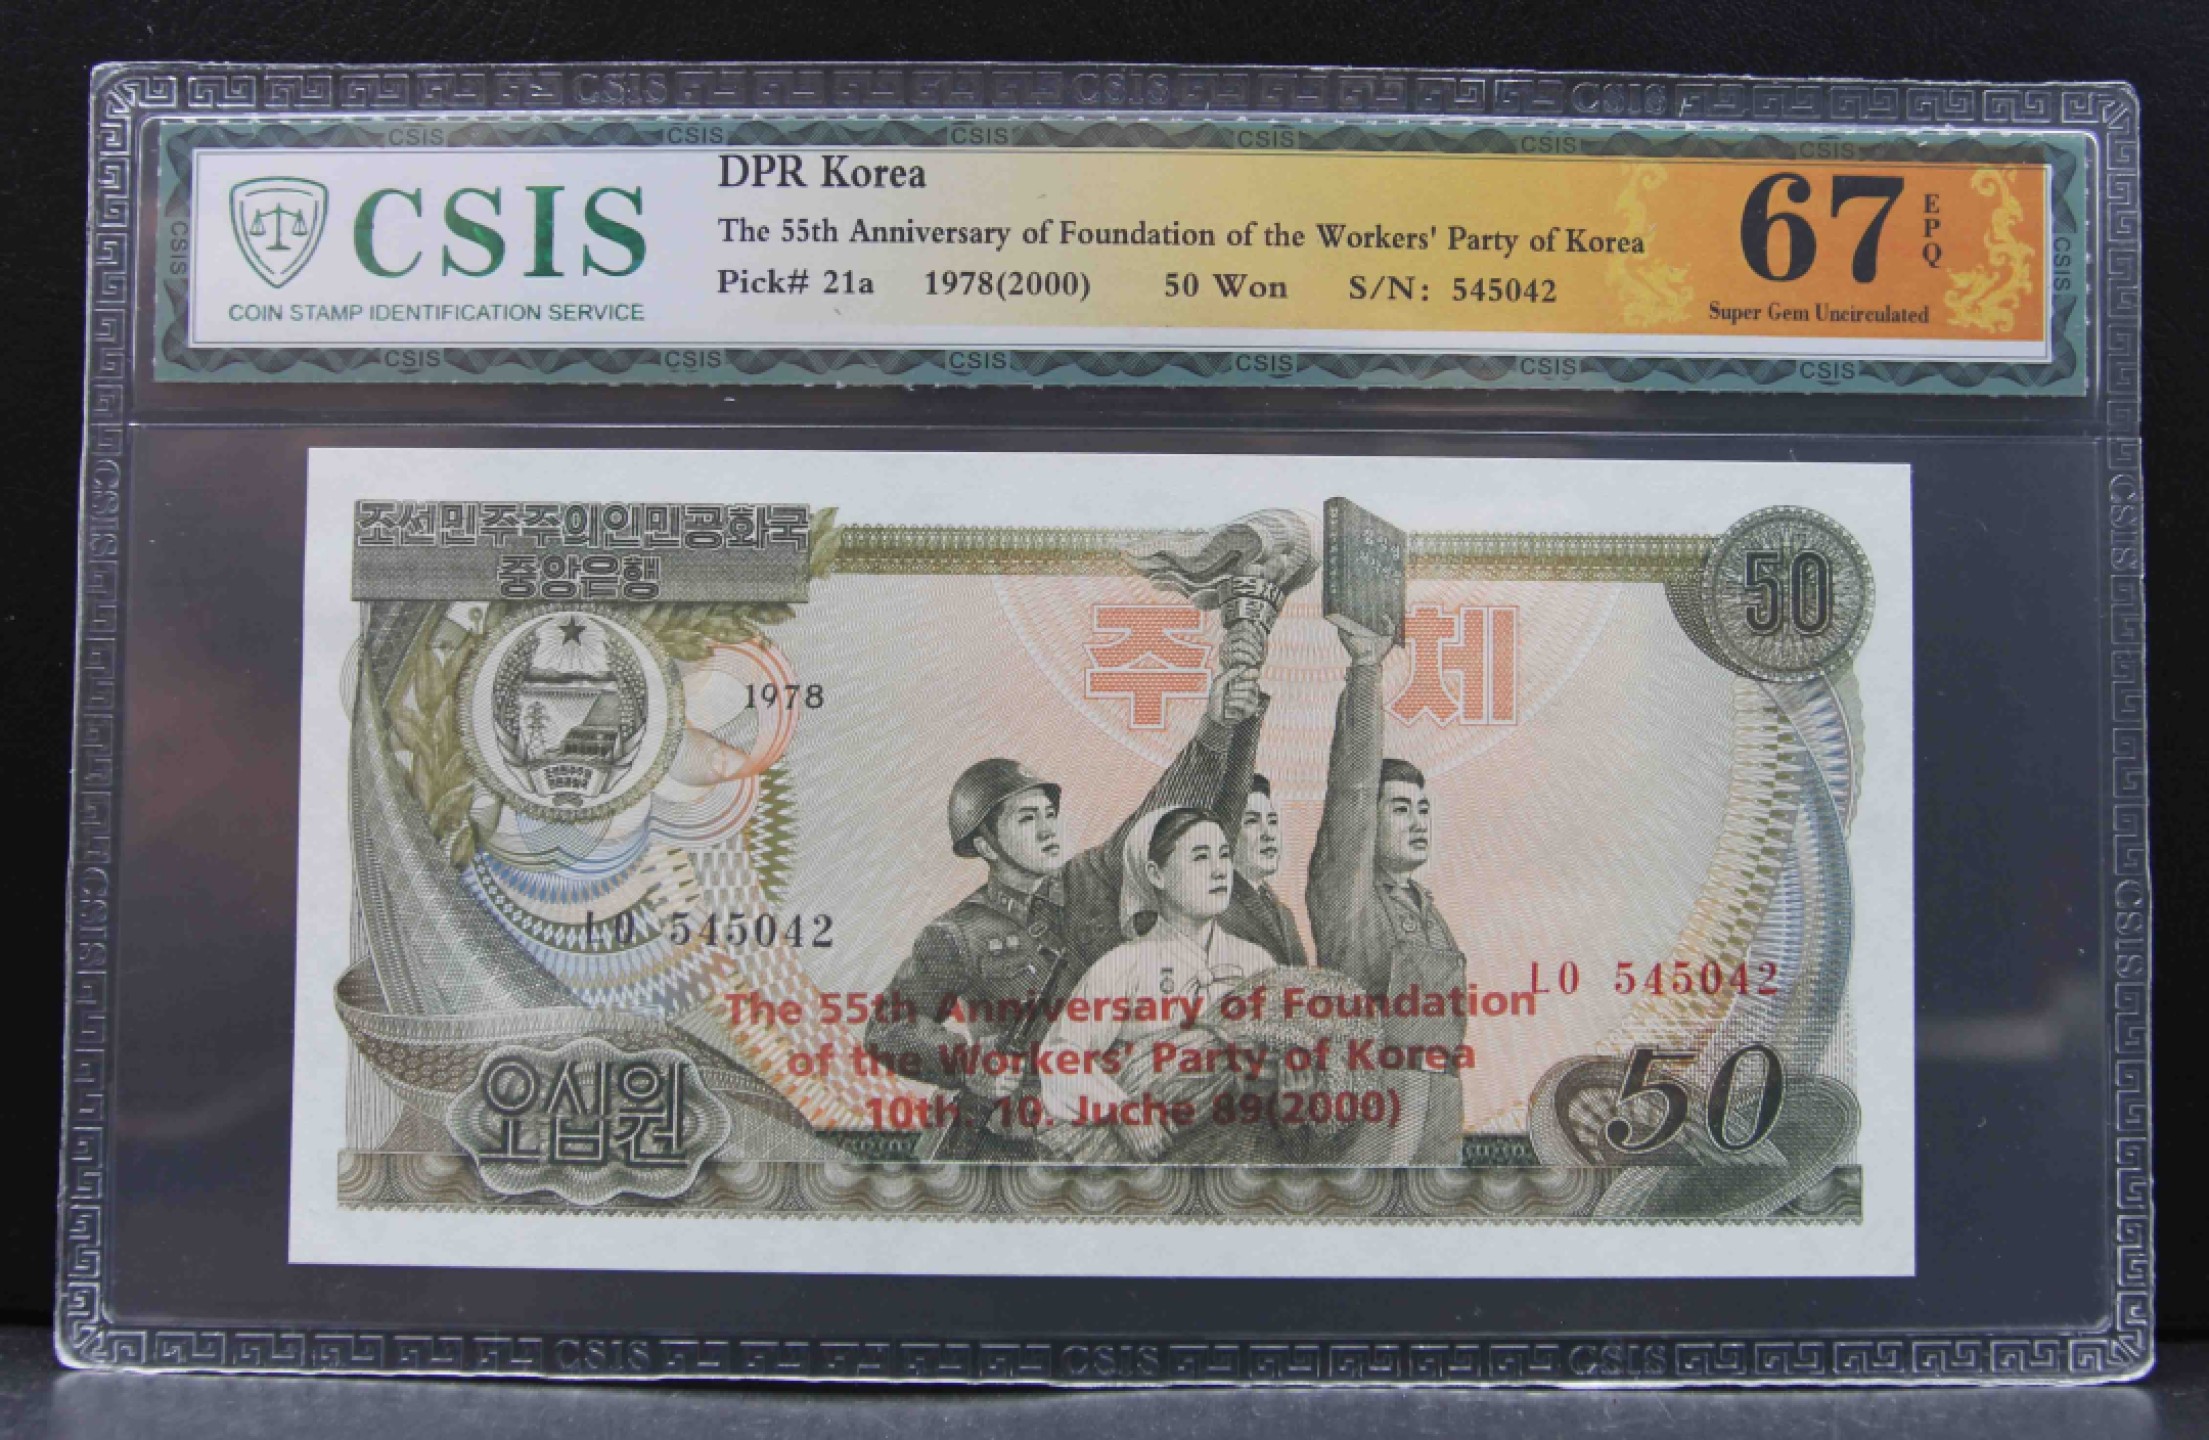 CSIS
COIN STAMP IDENTIFICATION SERVICE
DPR Korea
The 55th Anniversary of Foundation of the Workers' Party of Korea
Pick# 21a 1978(2000) 50 Won S/N: 545042
67 EPQ
Super Gem Uncirculated
조선민주주의인민공화국
중앙은행
50
주체
1978
LO 545042
LO 545042
The 55th Anniversary of Foundation
of the Workers' Party of Korea
10th. 10. Juche 89(2000)
오십원
50